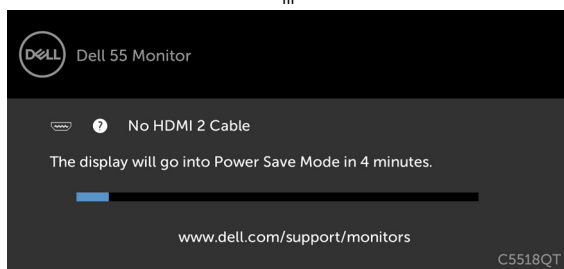 DELL Dell 55 Monitor
? No HDMI 2 Cable
The display will go into Power Save Mode in 4 minutes.
www.dell.com/support/monitors
C5518QT